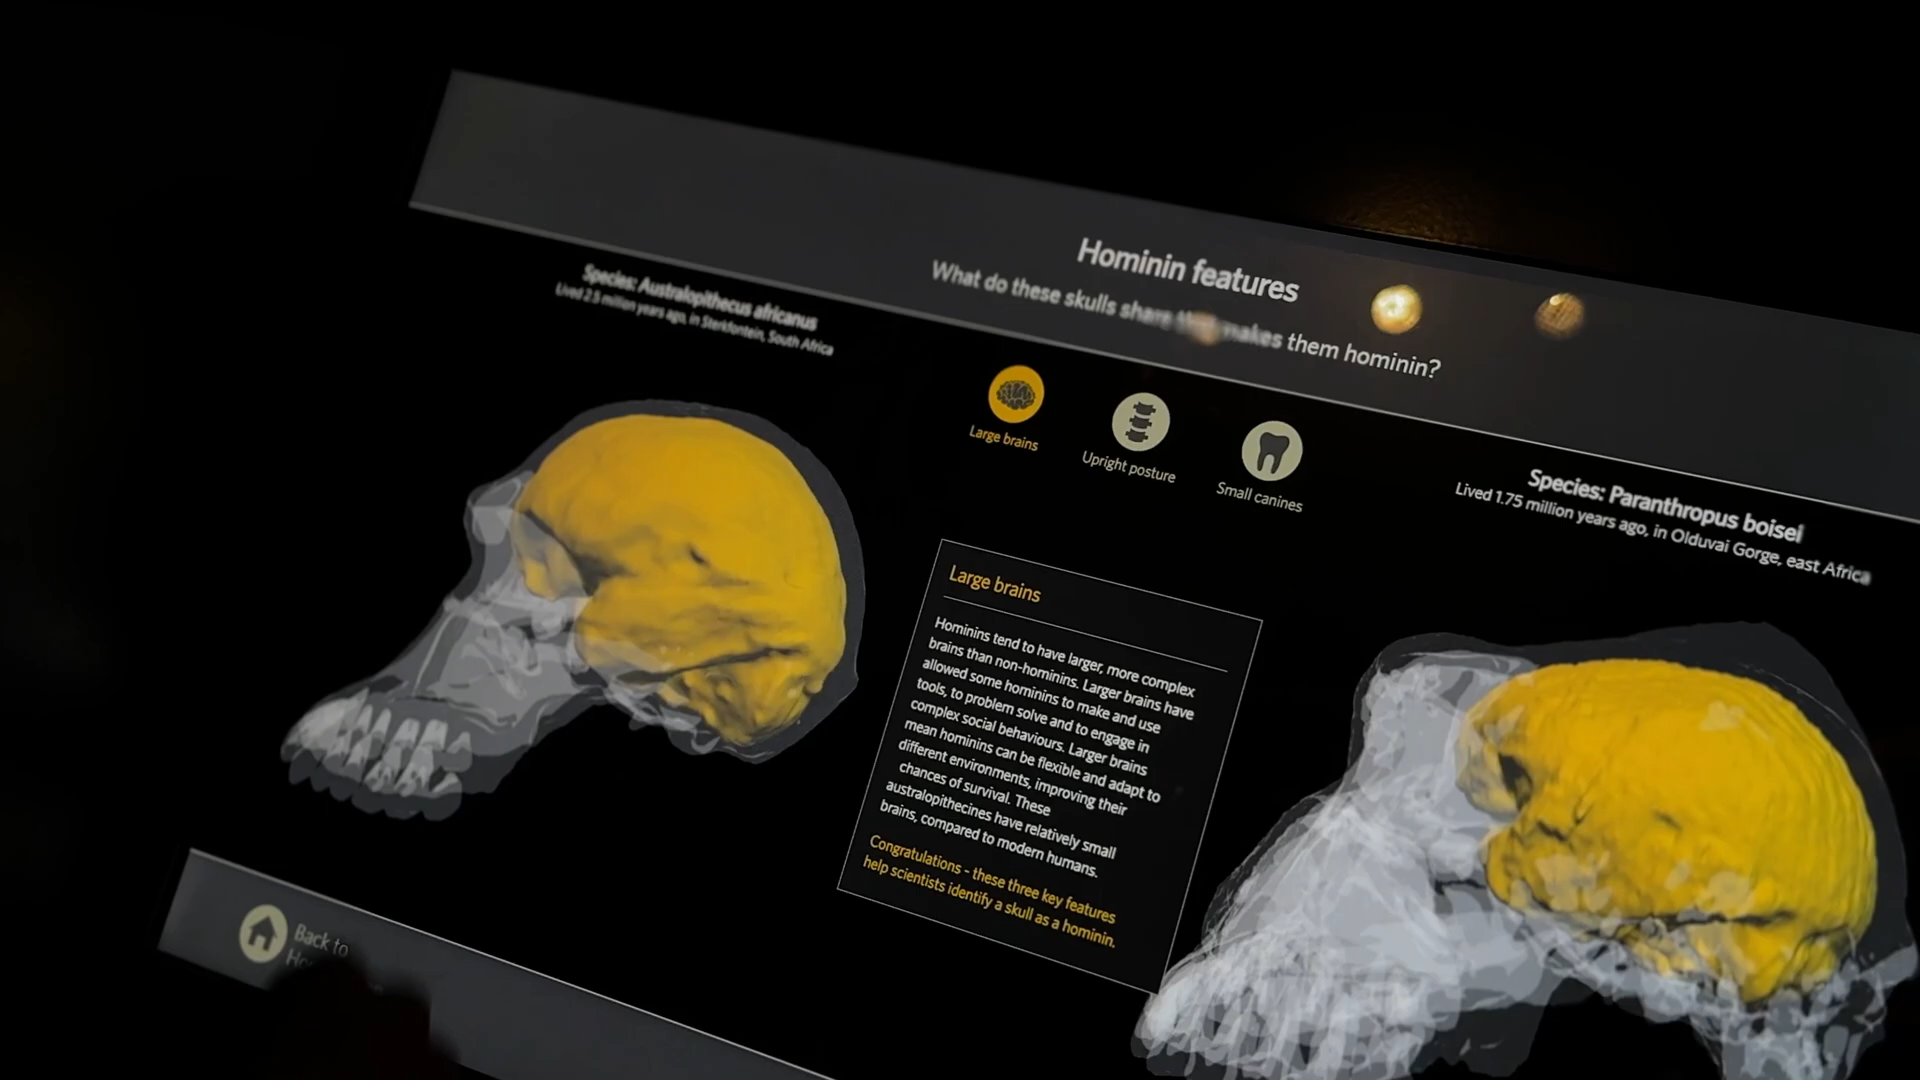 Hominin features
What do these skulls share that makes them hominin?
Species: Australopithecus africanus
Lived 2.5 million years ago, in Sterkfontein, South Africa
Large brains
Upright posture
Small canines
Species: Paranthropus boisei
Lived 1.75 million years ago, in Olduvai Gorge, east Africa
Large brains
Hominins tend to have larger, more complex
brains than non-hominins. Larger brains have
allowed some hominins to make and use
tools, to problem solve and to engage in
complex social behaviours. Larger brains
mean hominins can be flexible and adapt to
different environments, improving their
chances of survival. These
australopithecines have relatively small
brains, compared to modern humans.
Congratulations - these three key features
help scientists identify a skull as a hominin.
Back to